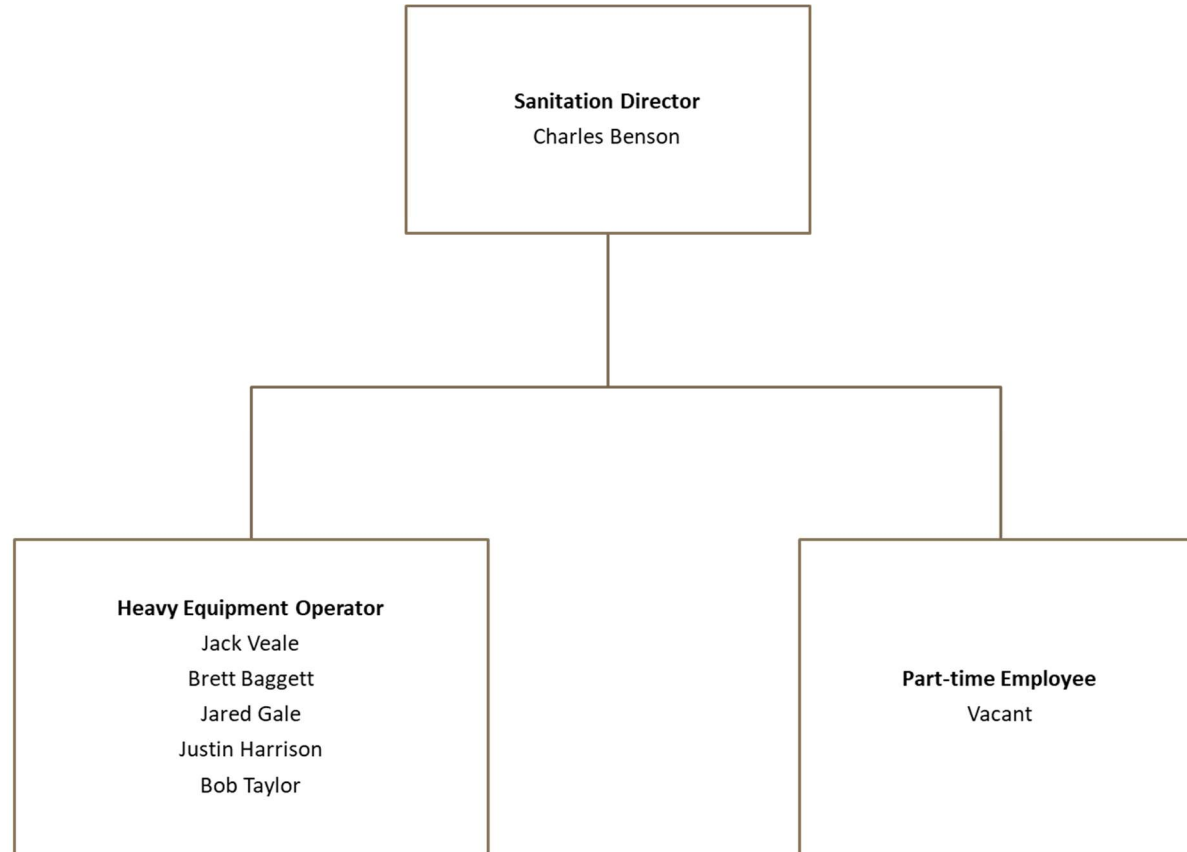 Sanitation Director
Charles Benson
Heavy Equipment Operator
Jack Veale
Brett Baggett
Jared Gale
Justin Harrison
Bob Taylor
Part-time Employee
Vacant